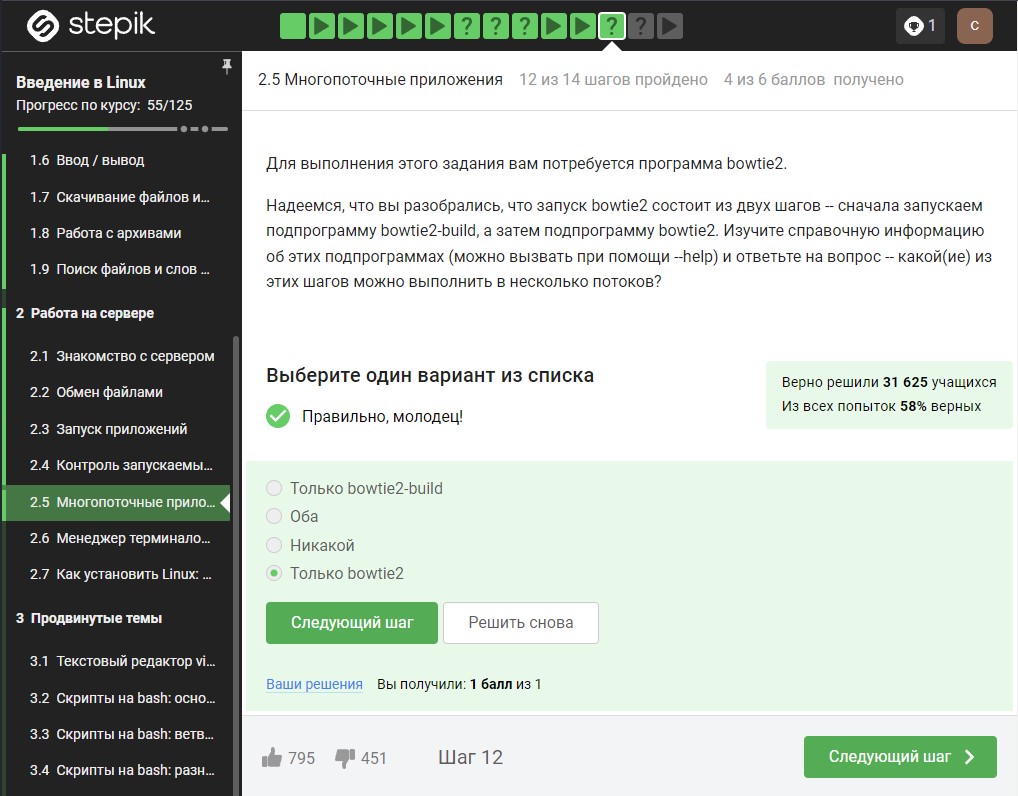 stepik
? ? ? ? ?
1
C
Введение в Linux
Прогресс по курсу: 55/125
1.6 Ввод / вывод
1.7 Скачивание файлов и...
1.8 Работа с архивами
1.9 Поиск файлов и слов ...
2 Работа на сервере
2.1 Знакомство с сервером
2.2 Обмен файлами
2.3 Запуск приложений
2.4 Контроль запускаемы...
2.5 Многопоточные прило...
2.6 Менеджер терминало...
2.7 Как установить Linux: ...
3 Продвинутые темы
3.1 Текстовый редактор vi...
3.2 Скрипты на bash: осно...
3.3 Скрипты на bash: ветв...
3.4 Скрипты на bash: разн...
2.5 Многопоточные приложения 12 из 14 шагов пройдено 4 из 6 баллов получено
Для выполнения этого задания вам потребуется программа bowtie2.
Надеемся, что вы разобрались, что запуск bowtie2 состоит из двух шагов -- сначала запускаем
подпрограмму bowtie2-build, а затем подпрограмму bowtie2. Изучите справочную информацию
об этих подпрограммах (можно вызвать при помощи --help) и ответьте на вопрос -- какой(ие) из
этих шагов можно выполнить в несколько потоков?
Выберите один вариант из списка
Правильно, молодец!
Верно решили 31 625 учащихся
Из всех попыток 58% верных
Только bowtie2-build
Оба
Никакой
Только bowtie2
Следующий шаг
Решить снова
Ваши решения Вы получили: 1 балл из 1
795 451 Шаг 12
Следующий шаг